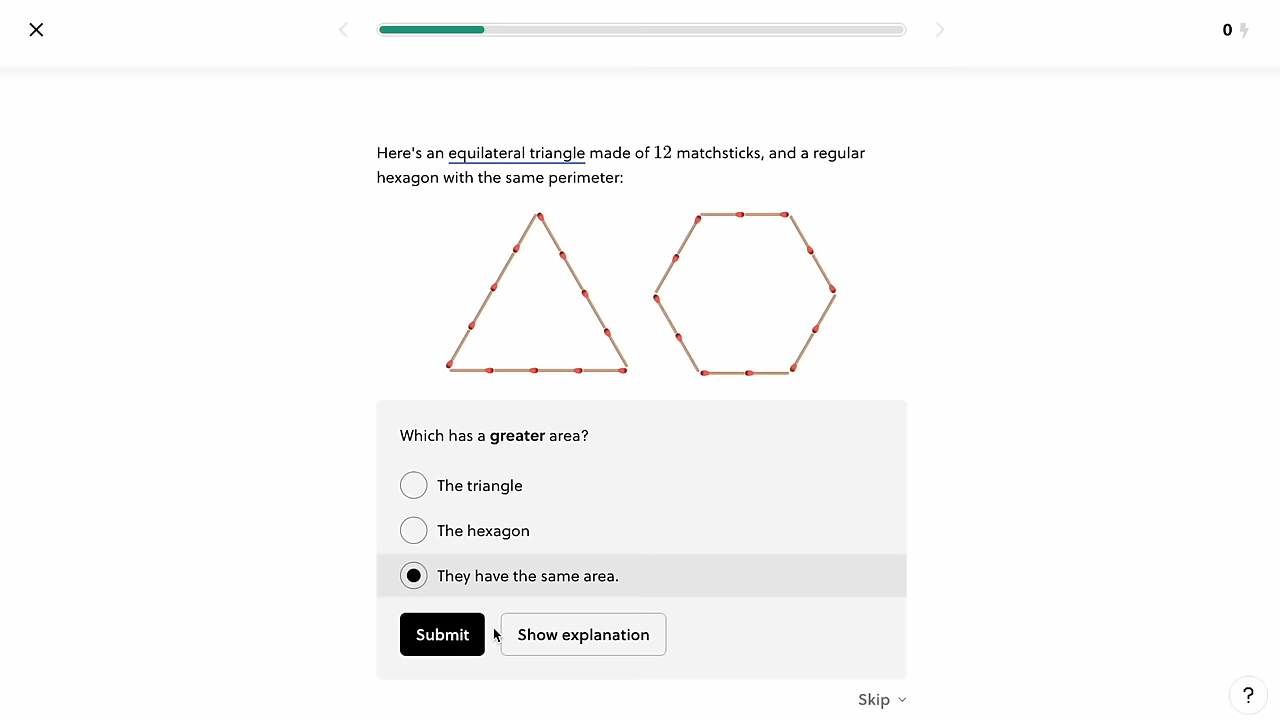 0
Here's an equilateral triangle made of 12 matchsticks, and a regular
hexagon with the same perimeter:
Which has a greater area?
The triangle
The hexagon
They have the same area.
Submit
Show explanation
Skip
?